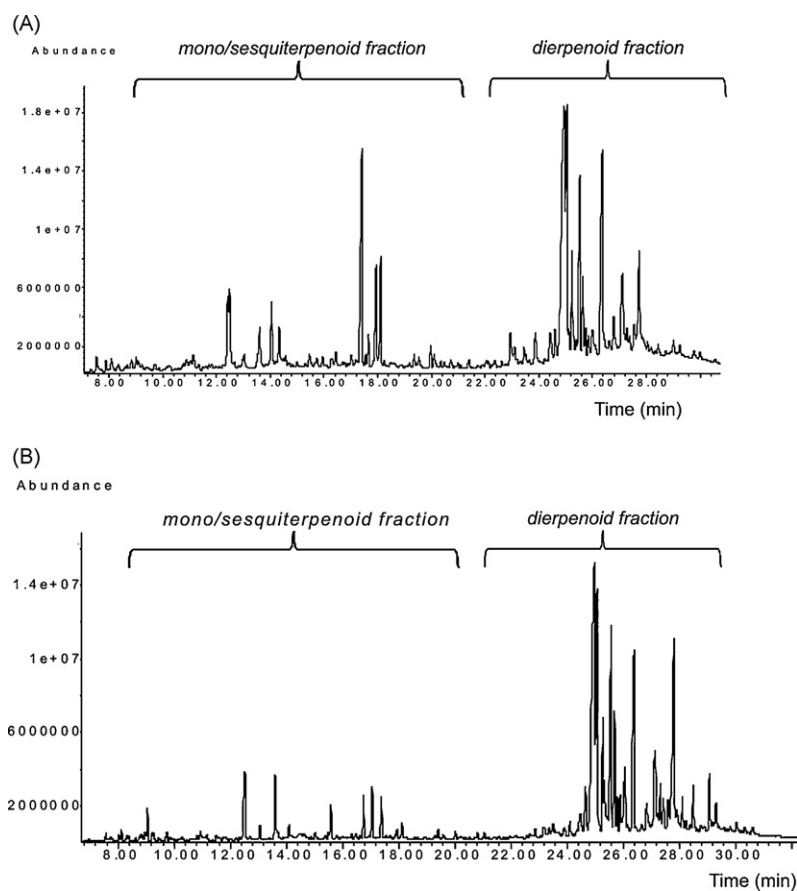 (A)
Abundance
mono/sesquiterpenoid fraction
dierpenoid fraction
1.8e+07
1.4e+07
1e+07
6000000
2000000
8.00 10.00 12.00 14.00 16.00 18.00 20.00 22.00 24.00 26.00 28.00
Time (min)
(B)
Abundance
mono/sesquiterpenoid fraction
dierpenoid fraction
1.4e+07
1e+07
6000000
2000000
8.00 10.00 12.00 14.00 16.00 18.00 20.00 22.00 24.00 26.00 28.00 30.00
Time (min)